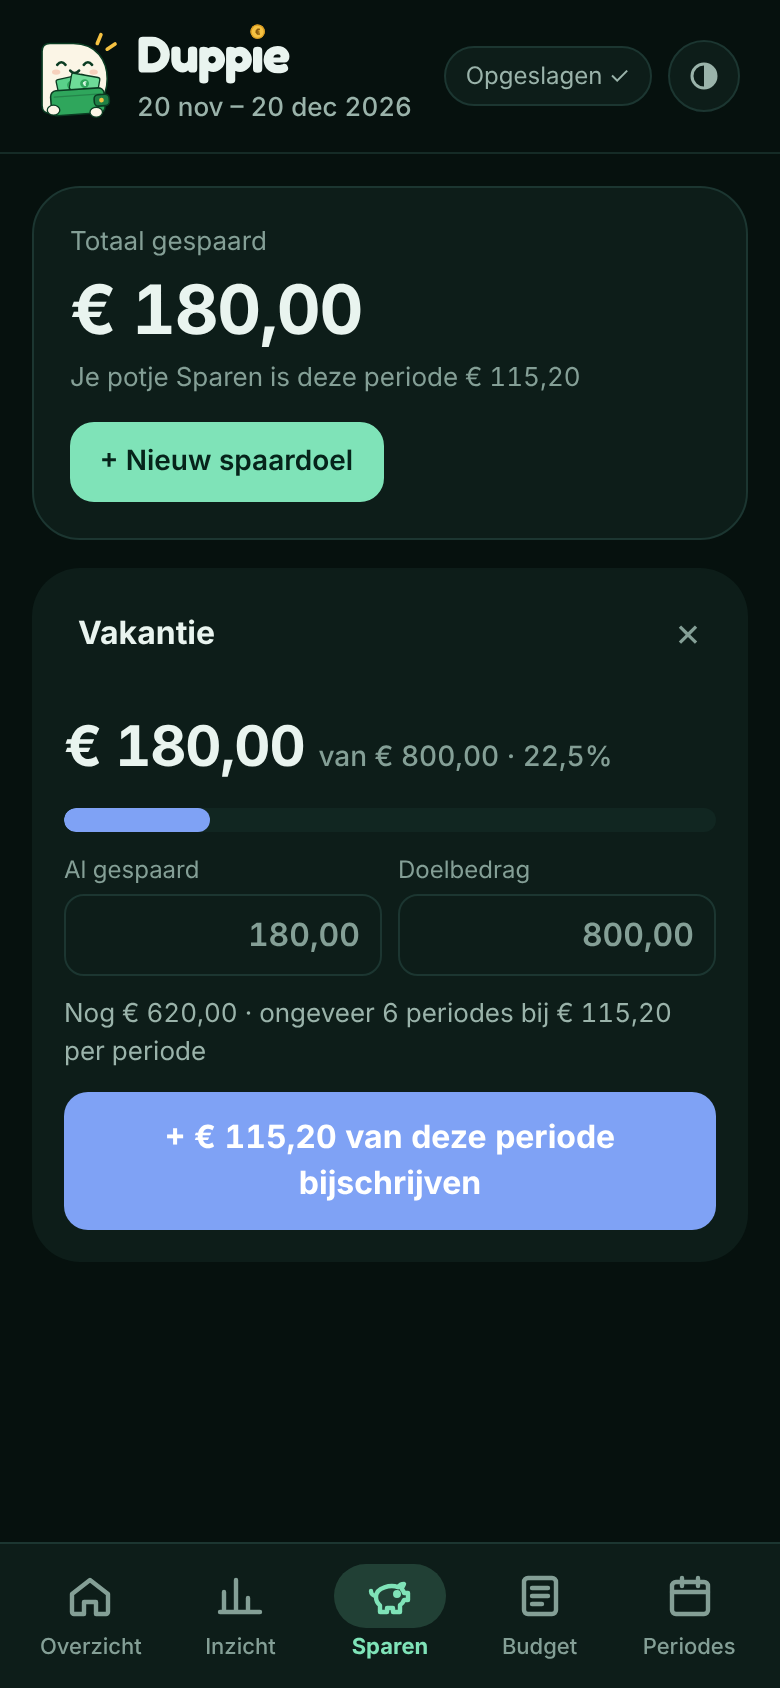 Duppie
20 nov – 20 dec 2026
Opgeslagen ✓
Totaal gespaard
€ 180,00
Je potje Sparen is deze periode € 115,20
+ Nieuw spaardoel
Vakantie
×
€ 180,00 van € 800,00 · 22,5%
Al gespaard
Doelbedrag
180,00
800,00
Nog € 620,00 · ongeveer 6 periodes bij € 115,20
per periode
+ € 115,20 van deze periode
bijschrijven
Overzicht
Inzicht
Sparen
Budget
Periodes